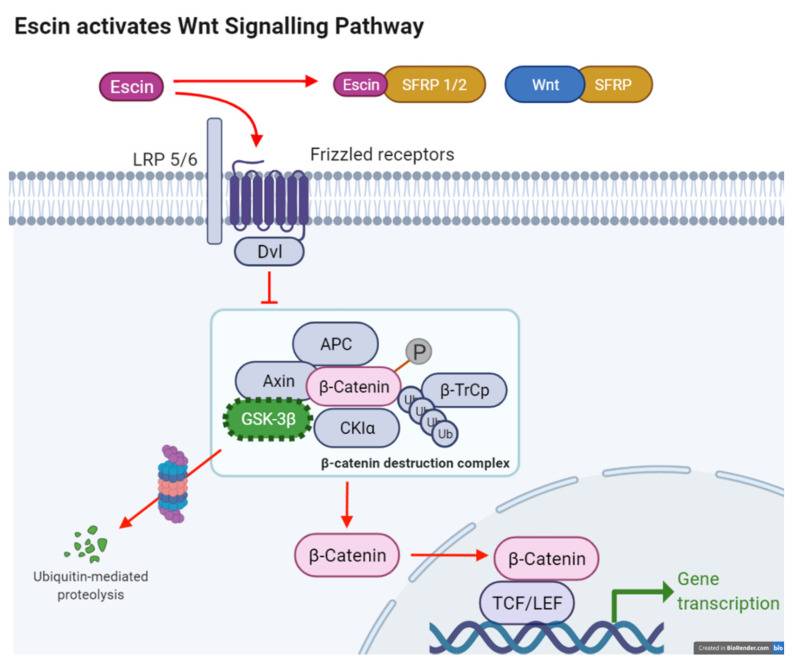 Escin activates Wnt Signalling Pathway
Escin
Escin
SFRP 1/2
Wnt
SFRP
LRP 5/6
Frizzled receptors
Dvl
APC
P
Axin
β-Catenin
β-TrCp
Ub
Ub
Ub
Ub
GSK-3β
CKIα
β-catenin destruction complex
β-Catenin
β-Catenin
Ubiquitin-mediated
proteolysis
TCF/LEF
Gene
transcription
Created in BioRender.com bio